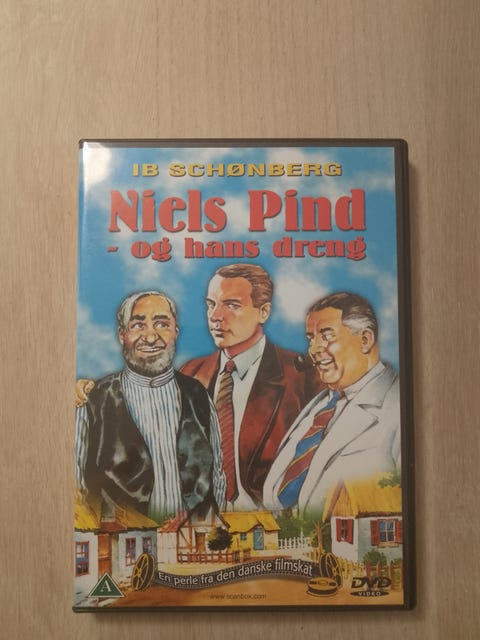 IB SCHØNBERG
Niels Pind
- og hans dreng
En perle fra den danske filmskat
A
DVD
VIDEO
www.scanbox.com